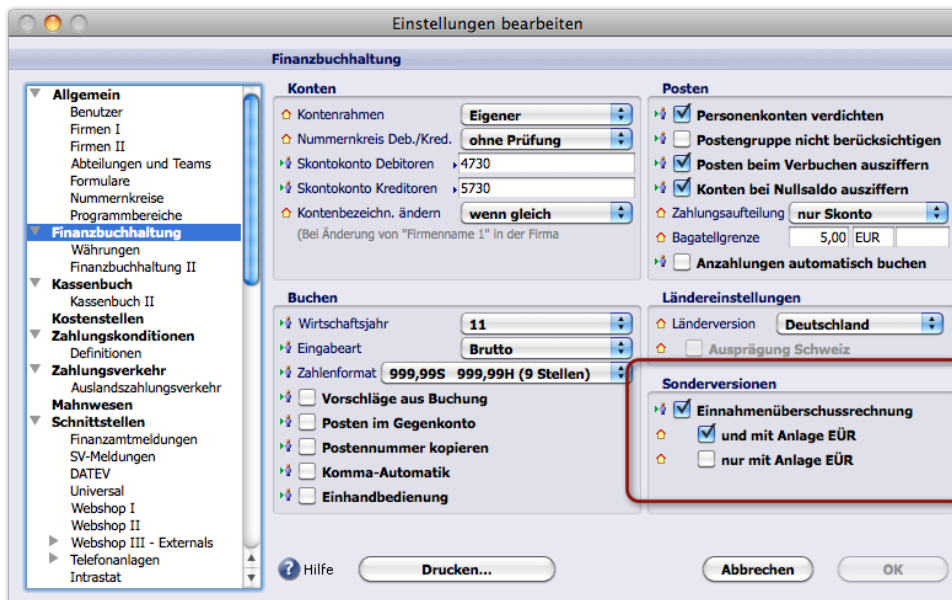 Einstellungen bearbeiten
Finanzbuchhaltung
Allgemein
Benutzer
Firmen I
Firmen II
Abteilungen und Teams
Formulare
Nummernkreise
Programmbereiche
Finanzbuchhaltung
Währungen
Finanzbuchhaltung II
Kassenbuch
Kassenbuch II
Kostenstellen
Zahlungskonditionen
Definitionen
Zahlungsverkehr
Auslandszahlungsverkehr
Mahnwesen
Schnittstellen
Finanzamtmeldungen
SV-Meldungen
DATEV
Universal
Webshop I
Webshop II
Webshop III - Externals
Telefonanlagen
Intrastat
Konten
Kontenrahmen Eigener
Nummernkreis Deb./Kred. ohne Prüfung
Skontokonto Debitoren 4730
Skontokonto Kreditoren 5730
Kontenbezeichn. ändern wenn gleich
(Bei Änderung von "Firmenname 1" in der Firma
Buchen
Wirtschaftsjahr 11
Eingabeart Brutto
Zahlenformat 999,99S 999,99H (9 Stellen)
Vorschläge aus Buchung
Posten im Gegenkonto
Postennummer kopieren
Komma-Automatik
Einhandbedienung
Posten
Personenkonten verdichten
Postengruppe nicht berücksichtigen
Posten beim Verbuchen ausziffern
Konten bei Nullsaldo ausziffern
Zahlungsaufteilung nur Skonto
Bagatellgrenze 5,00 EUR
Anzahlungen automatisch buchen
Ländereinstellungen
Länderversion Deutschland
Ausprägung Schweiz
Sonderversionen
Einnahmenüberschussrechnung
und mit Anlage EÜR
nur mit Anlage EÜR
? Hilfe
Drucken...
Abbrechen
OK